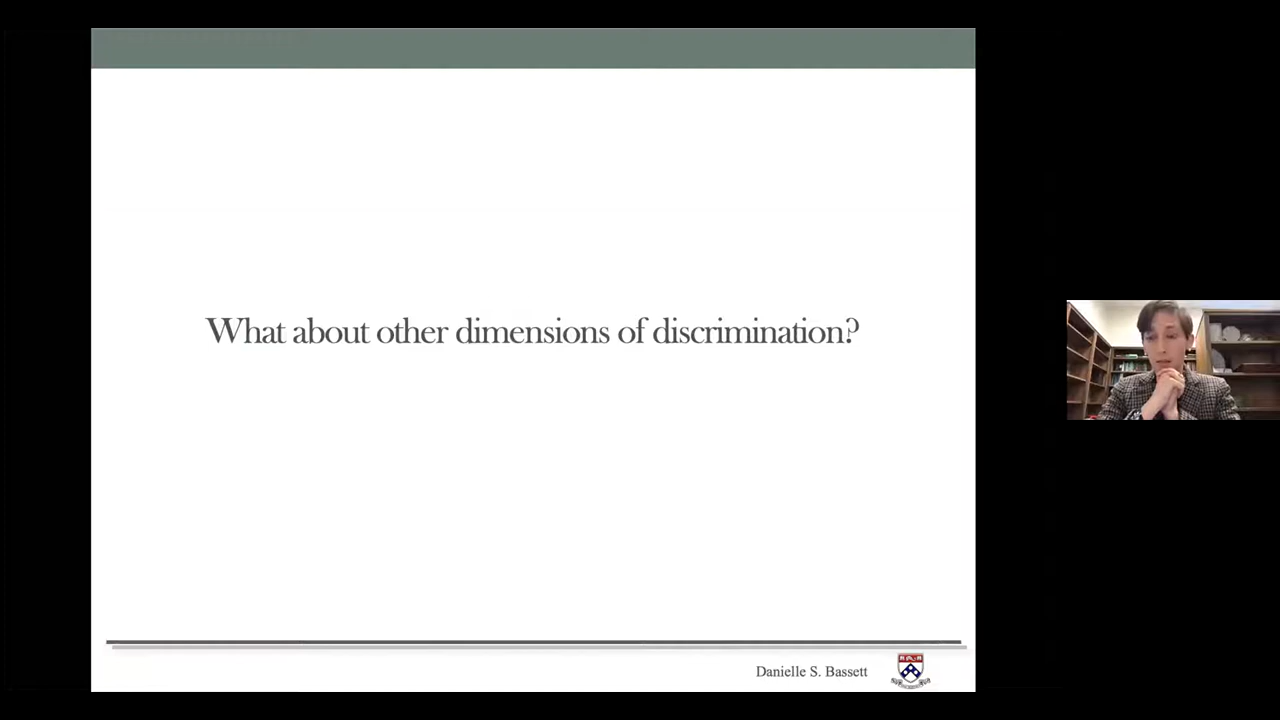 What about other dimensions of discrimination?
Danielle S. Bassett